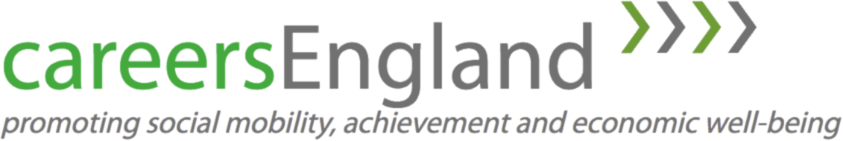 careersEngland
promoting social mobility, achievement and economic well-being